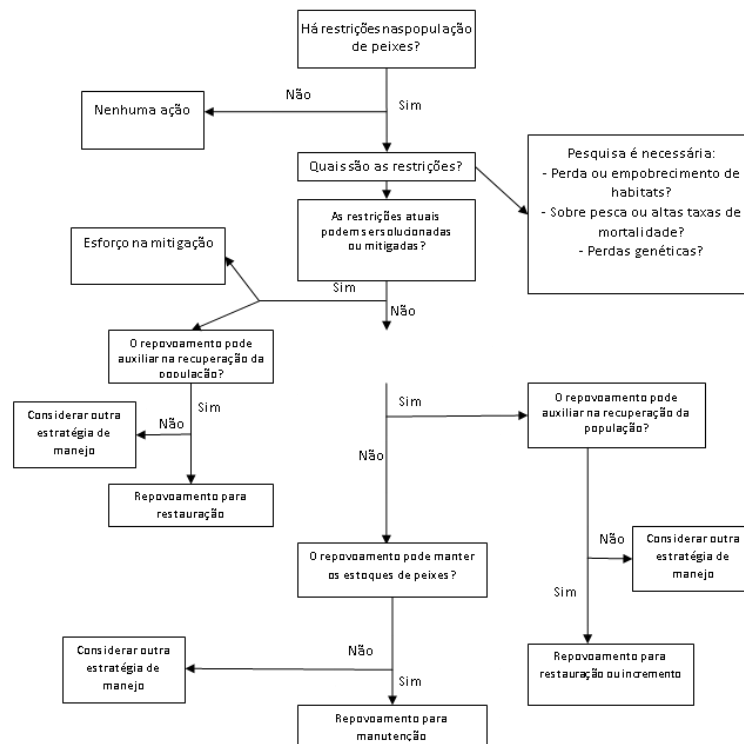 Há restrições naspopulação
de peixes?
Não
Sim
Nenhuma ação
Quais são as restrições?
Pesquisa é necessária:
- Perda ou empobrecimento de
habitats?
- Sobre pesca ou altas taxas de
mortalidade?
- Perdas genéticas?
As restrições atuais
podem sersolucionadas
ou mitigadas?
Esforço na mitigação
Sim
Não
O repovoamento pode
auxiliar na recuperação da
população?
Sim
Não
Considerar outra
estratégia de
manejo
Repovoamento para
restauração
Sim
Não
O repovoamento pode
auxiliar na recuperação da
população?
Não
Considerar outra
estratégia de
manejo
Sim
Repovoamento para
restauração ou incremento
O repovoamento pode manter
os estoques de peixes?
Não
Considerar outra
estratégia de
manejo
Sim
Repovoamento para
manutenção